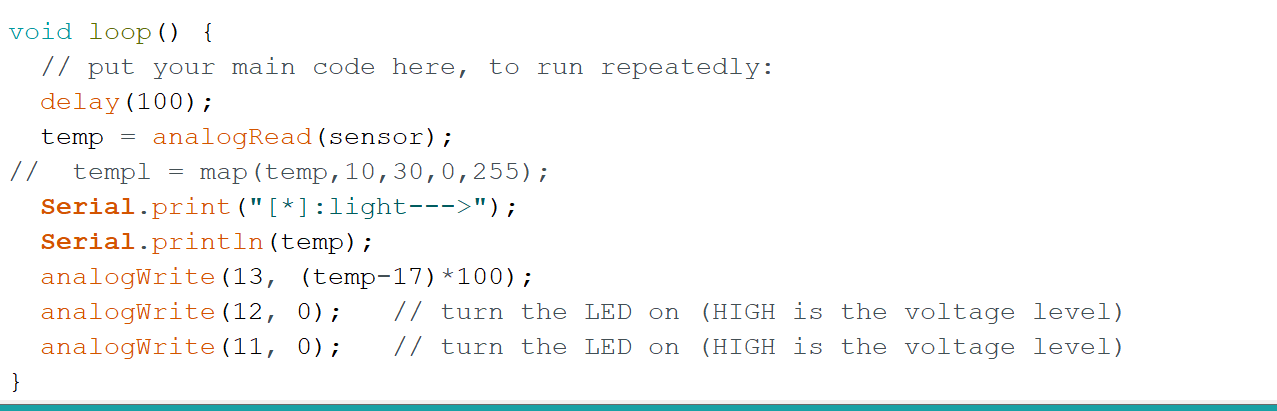 void loop() {
  // put your main code here, to run repeatedly:
  delay(100);
  temp = analogRead(sensor);
//  templ = map(temp,10,30,0,255);
  Serial.print("[*]:light--->");
  Serial.println(temp);
  analogWrite(13, (temp-17)*100);
  analogWrite(12, 0);   // turn the LED on (HIGH is the voltage level)
  analogWrite(11, 0);   // turn the LED on (HIGH is the voltage level)
}